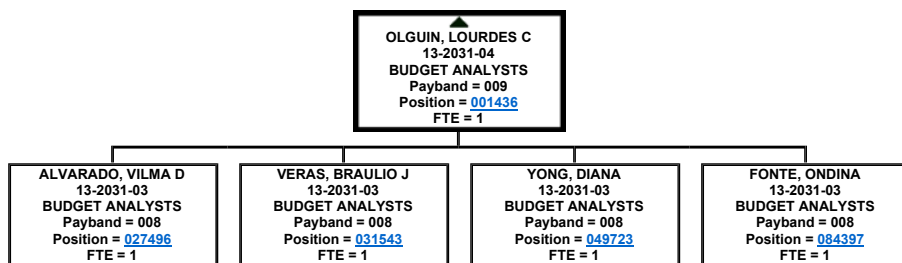 OLGUIN, LOURDES C
13-2031-04
BUDGET ANALYSTS
Payband = 009
Position = 001436
FTE = 1
ALVARADO, VILMA D
13-2031-03
BUDGET ANALYSTS
Payband = 008
Position = 027496
FTE = 1
VERAS, BRAULIO J
13-2031-03
BUDGET ANALYSTS
Payband = 008
Position = 031543
FTE = 1
YONG, DIANA
13-2031-03
BUDGET ANALYSTS
Payband = 008
Position = 049723
FTE = 1
FONTE, ONDINA
13-2031-03
BUDGET ANALYSTS
Payband = 008
Position = 084397
FTE = 1